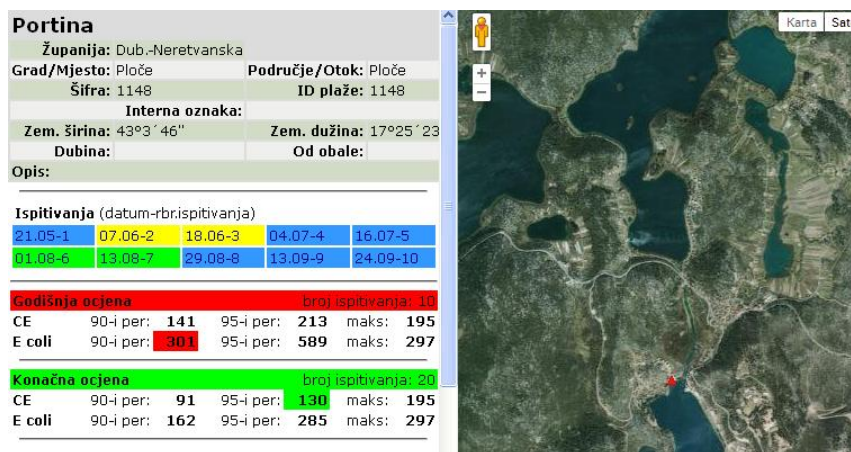 Portina
Županija: Dub.-Neretvanska
Grad/Mjesto: Ploče Područje/Otok: Ploče
Šifra: 1148 ID plaže: 1148
Interna oznaka:
Zem. širina: 43º3´46" Zem. dužina: 17º25´23
Dubina: Od obale:
Opis:
Ispitivanja (datum-rbr.ispitivanja)
21.05-1 07.06-2 18.06-3 04.07-4 16.07-5
01.08-6 13.08-7 29.08-8 13.09-9 24.09-10
Godišnja ocjena broj ispitivanja: 10
CE 90-i per: 141 95-i per: 213 maks: 195
E coli 90-i per: 301 95-i per: 589 maks: 297
Konačna ocjena broj ispitivanja: 20
CE 90-i per: 91 95-i per: 130 maks: 195
E coli 90-i per: 162 95-i per: 285 maks: 297
Karta Sat